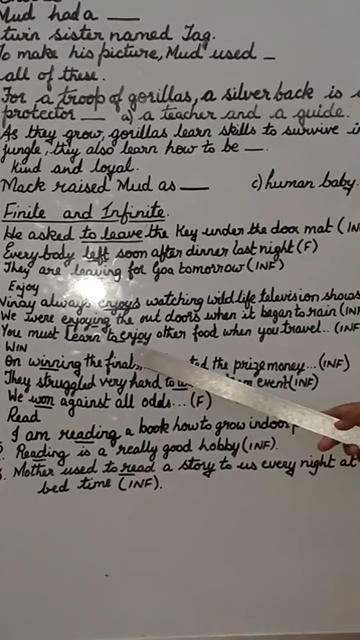 Mud had a ___
twin sister named Tag.
To make his picture, Mud used _
all of these.
For a troop of gorillas, a silver back is a
protector ___ a) a teacher and a guide.
As they grow, gorillas learn skills to survive in
jungle, they also learn how to be __.
Kind and loyal.
Mack raised Mud as ___ c) human baby.
Finite and Infinite.
He asked to leave the Key under the door mat (IN
Every body left soon after dinner last night (F)
They are leaving for Goa tomorrow (INF)
Enjoy
Vinay always enjoys watching wild life television shows
We were enjoying the out doors when it began to rain (INF
You must learn to enjoy other food when you travel.. (INF
WIN
On winning the finals, ted the prize money... (INF)
They struggled very hard to event (INF)
We won against all odds... (F)
Read
I am reading a book how to grow indoor
Reading is a really good hobby (INF).
Mother used to read a story to us every night at
bed time (INF).